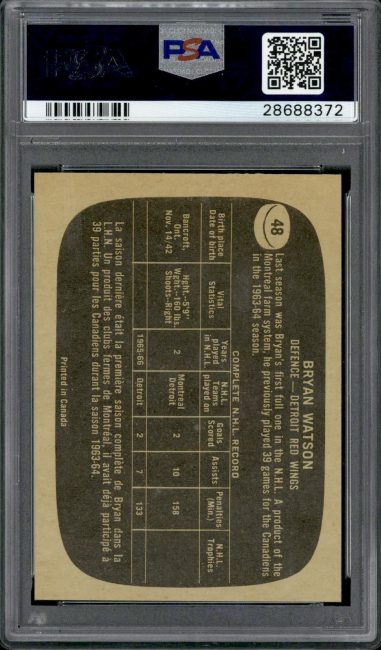 PSA
PSA
28688372
48
BRYAN WATSON
DEFENCE — DETROIT RED WINGS
Last season was Bryan's first full one in the N.H.L. A product of the
Montreal farm system, he previously played 39 games for the Canadiens
in the 1963-64 season.
COMPLETE N.H.L. RECORD
Birth place
Date of birth
Vital
Statistics
Years
played
in N.H.L.
N.H.L.
Teams
played on
Goals
Scored
Assists
Penalties
(Min.)
N.H.L.
Trophies
Bancroft,
Ont.
Nov. 14-42
Hght.-5'9"
Wght.-160 lbs.
Shoots-Right
2
Montreal
Detroit
2
10
158
1965-66
Detroit
2
7
133
La saison dernière était la première saison complète de Bryan dans la
L.H.N. Un produit des clubs fermes de Montréal, il avait déjà participé à
39 parties pour les Canadiens durant la saison 1963-64.
Printed in Canada